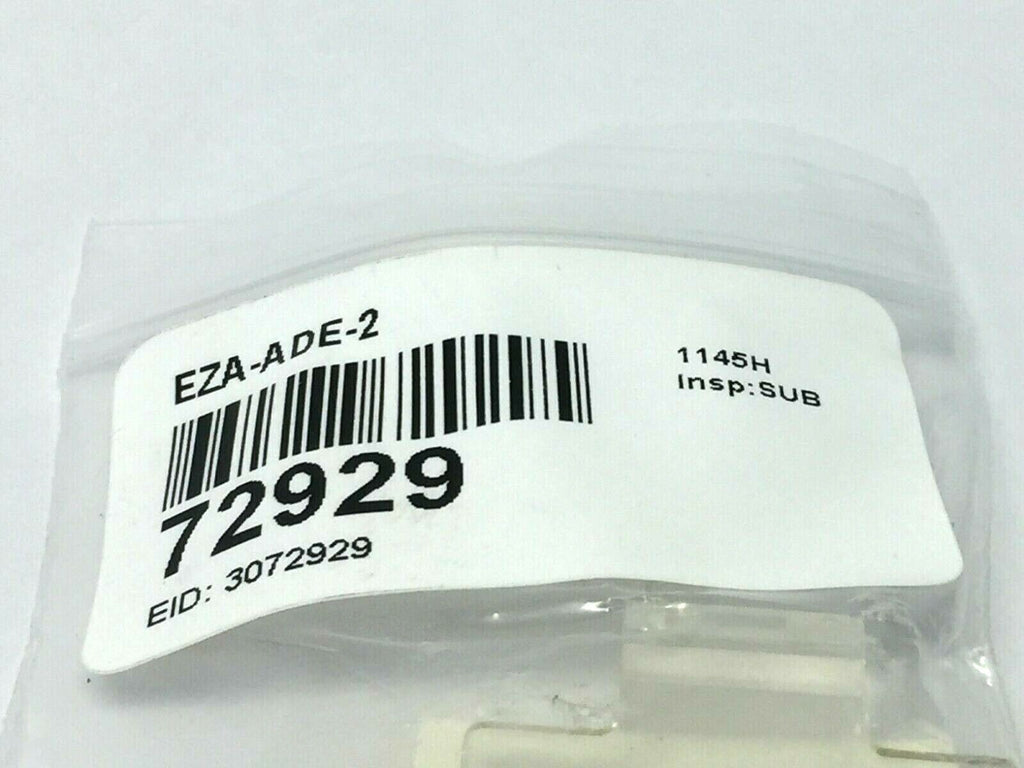 EZA-ADE-2
72929
EID: 3072929
1145H
Insp:SUB